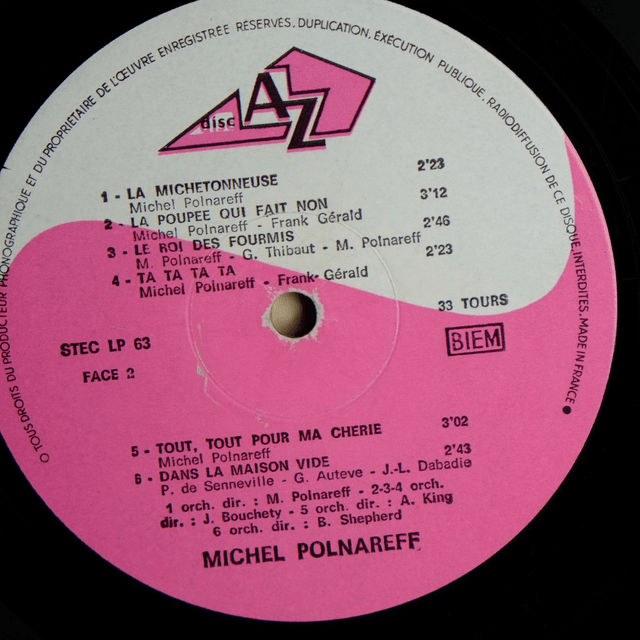 O TOUS DROITS DU PRODUCTEUR PHONOGRAPHIQUE ET DU PROPRIETAIRE DE L'ŒUVRE ENREGISTREE RÉSERVÉS. DUPLICATION, ÉXÉCUTION PUBLIQUE, RADIODIFFUSION DE CE DISQUE, INTERDITES. MADE IN FRANCE ●
disc AZ
1 - LA MICHETONNEUSE 2'23
Michel Polnareff
2 - LA POUPEE QUI FAIT NON 3'12
Michel Polnareff - Frank Gérald
3 - LE ROI DES FOURMIS 2'46
M. Polnareff - G. Thibaut - M. Polnareff
4 - TA TA TA TA 2'23
Michel Polnareff - Frank-Gérald
33 TOURS
STEC LP 63
BIEM
FACE 2
5 - TOUT, TOUT POUR MA CHERIE 3'02
Michel Polnareff
6 - DANS LA MAISON VIDE 2'43
P. de Senneville - G. Auteve - J.-L. Dabadie
1 orch. dir. : M. Polnareff - 2-3-4 orch.
dir. : J. Bouchety - 5 orch. dir. : A. King
6 orch. dir. : B. Shepherd
MICHEL POLNAREFF